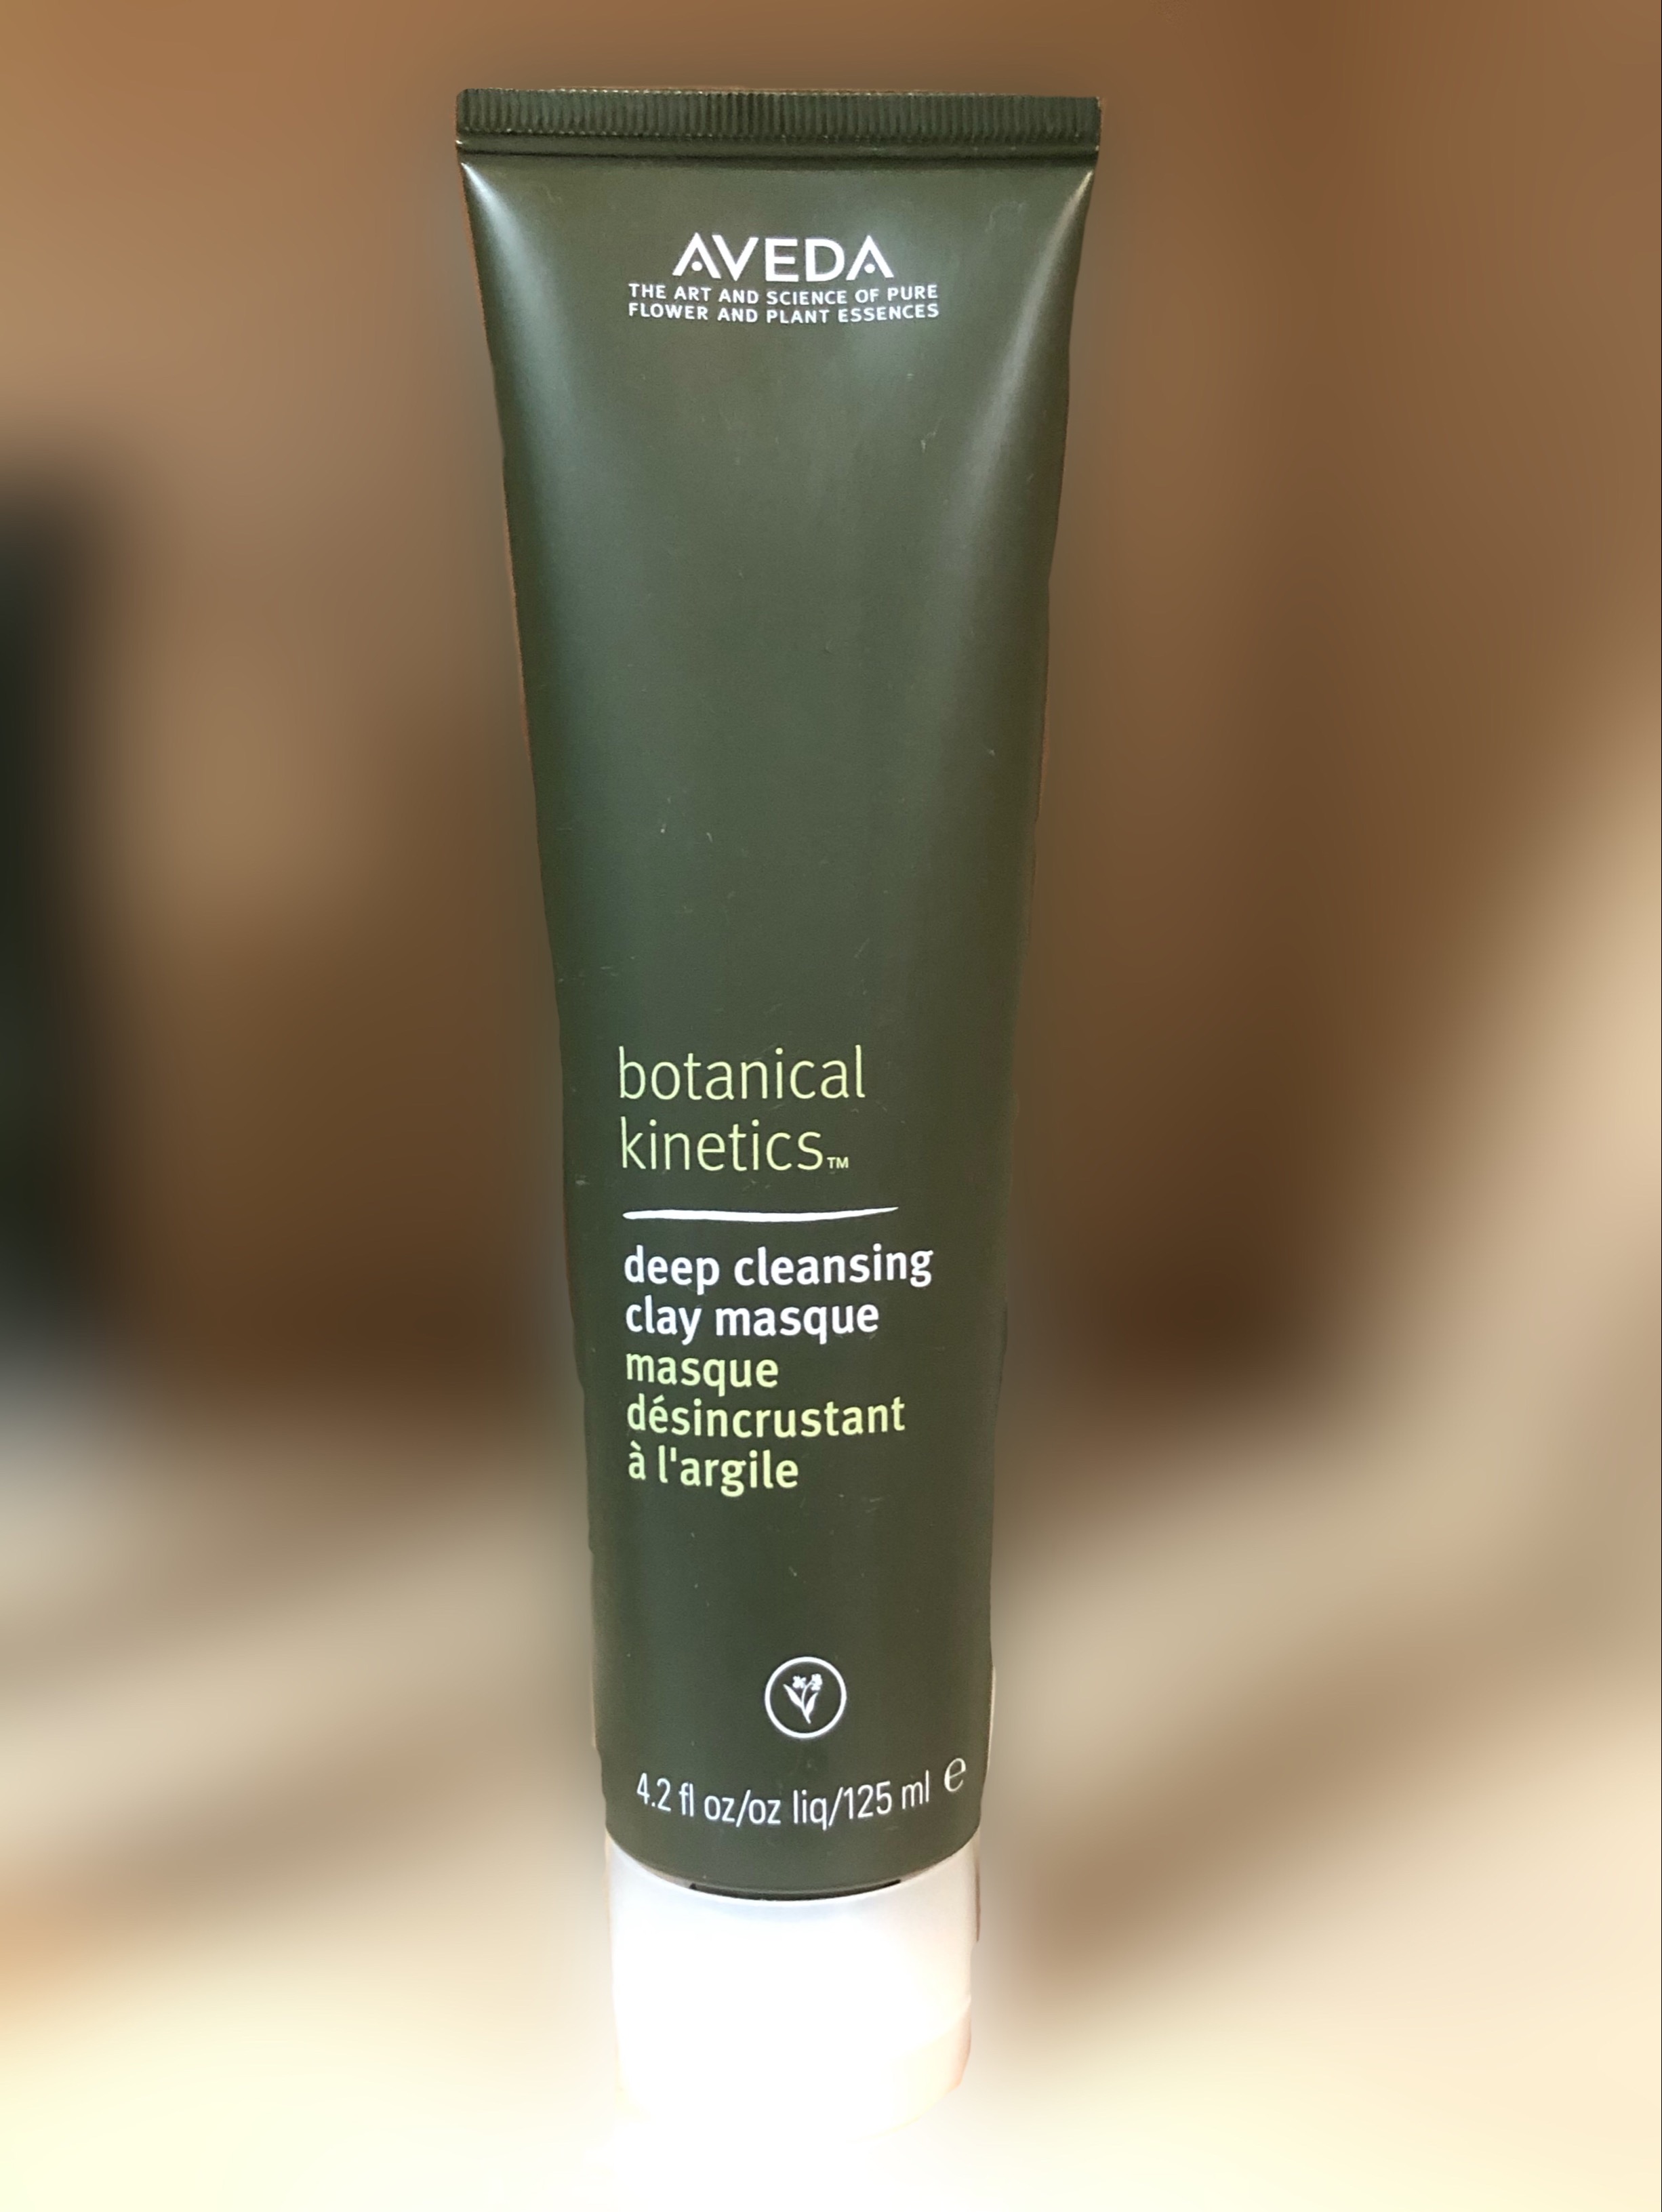 AVEDA
THE ART AND SCIENCE OF PURE
FLOWER AND PLANT ESSENCES
botanical
kinetics™
deep cleansing
clay masque
masque
désincrustant
à l'argile
4.2 fl oz/oz liq/125 ml ℮